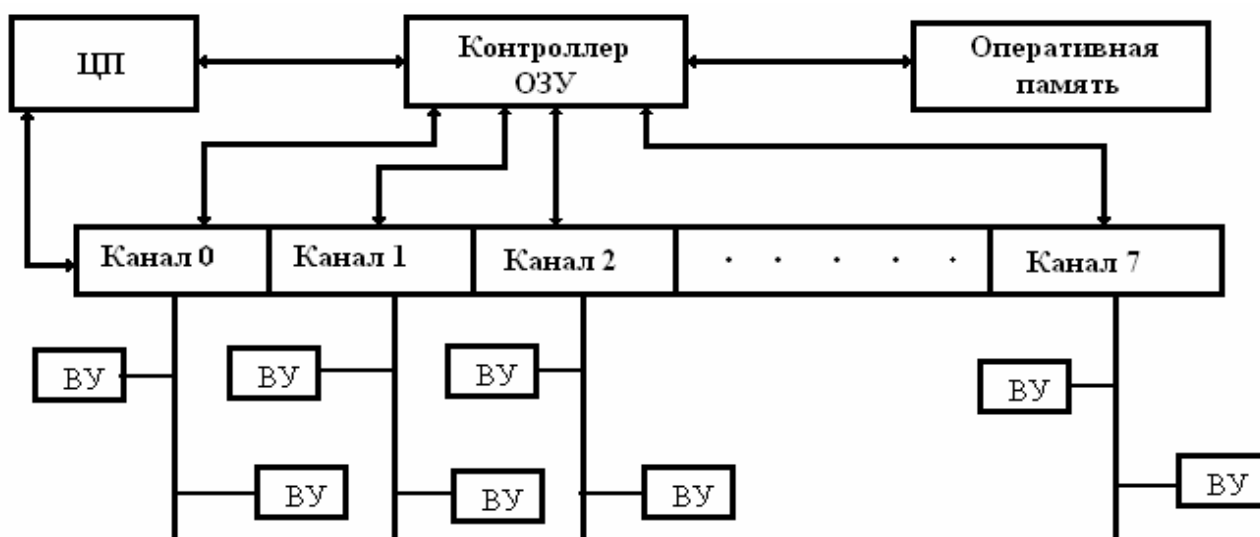 ЦП
Контроллер
ОЗУ
Оперативная
память
Канал 0
Канал 1
Канал 2
. . . . .
Канал 7
ВУ
ВУ
ВУ
ВУ
ВУ
ВУ
ВУ
ВУ